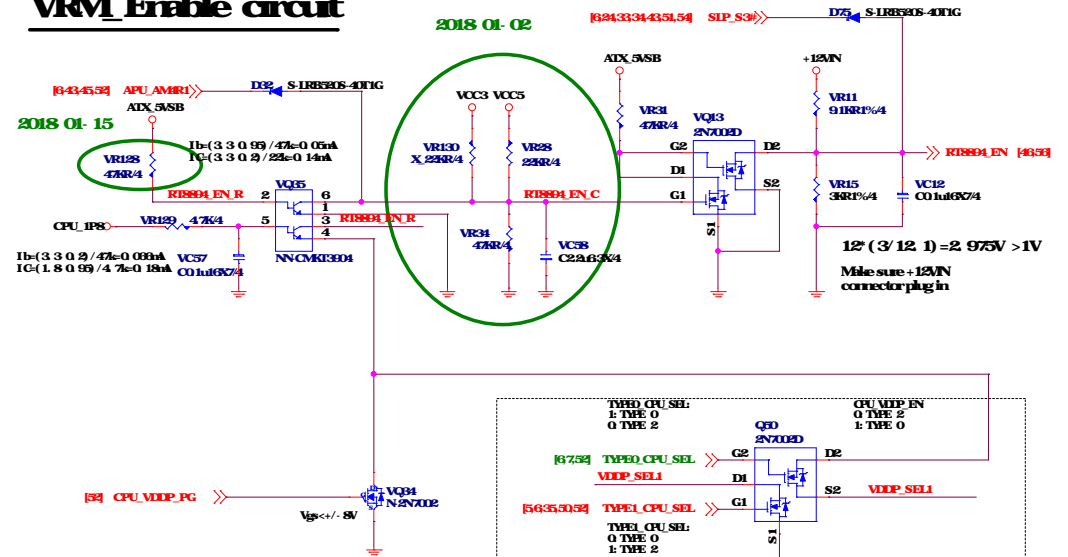 VRM_Enable circuit
2018 01- 02
[6,24,33,34,43,51,54] SLP_S3#
D75 S-LRB520S-40T1G
ATX_5VSB
+12VIN
[6,43,45,52] APU_AM4R1
D32 S-LRB520S-40T1G
ATX_5VSB
VCC3 VCC5
2018 01- 15
VR31
47KR/4
VQ13
2N7002D
VR11
9.1KR1%/4
VR128
47KR/4
Ib=(3. 3 0. 95) / 47k=0. 05mA
IC=(3. 3 0. 2) / 22k=0. 14mA
VR130
X_22KR/4
VR28
22KR/4
G2
D2
D1
RT8894_EN [46,56]
RT8894_EN_R
2
VQ35
6
RT8894_EN_C
G1
S2
VR15
3KR1%/4
VC12
C0.1u16X7/4
1
CPU_1P8
VR129 4.7K/4
5
3
RT8894_EN_R
4
S1
VR34
47KR/4
VC58
C2.2u6.3X/4
12* ( 3 / 12. 1) =2. 975V >1V
Ib=(3. 3 0. 2) / 47k=0. 066mA
IC=( 1. 8 0. 95) / 4. 7k=0. 18mA
VC57
C0.1u16X7/4
NN-CMKT3904
Make sure +12VIN
connector plug in
TYPE0_CPU_SEL:
1: TYPE 0
0: TYPE 2
CPU_VDDP_EN
0: TYPE 2
1: TYPE 0
Q50
2N7002D
[6,7,52] TYPE0_CPU_SEL
G2
D2
VDDP_SEL1
D1
S2
VDDP_SEL1
[52] CPU_VDDP_PG
VQ34
N-2N7002
[5,6,35,50,52] TYPE1_CPU_SEL
G1
Vgs<+/- 8V
TYPE1_CPU_SEL:
0: TYPE 0
1: TYPE 2
S1